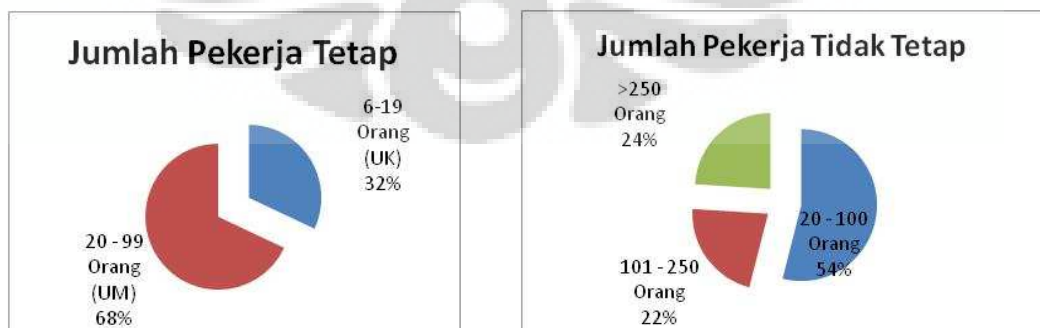 Jumlah Pekerja Tetap
6-19
Orang
(UK)
32%
20 - 99
Orang
(UM)
68%
Jumlah Pekerja Tidak Tetap
>250
Orang
24%
20 - 100
Orang
54%
101 - 250
Orang
22%